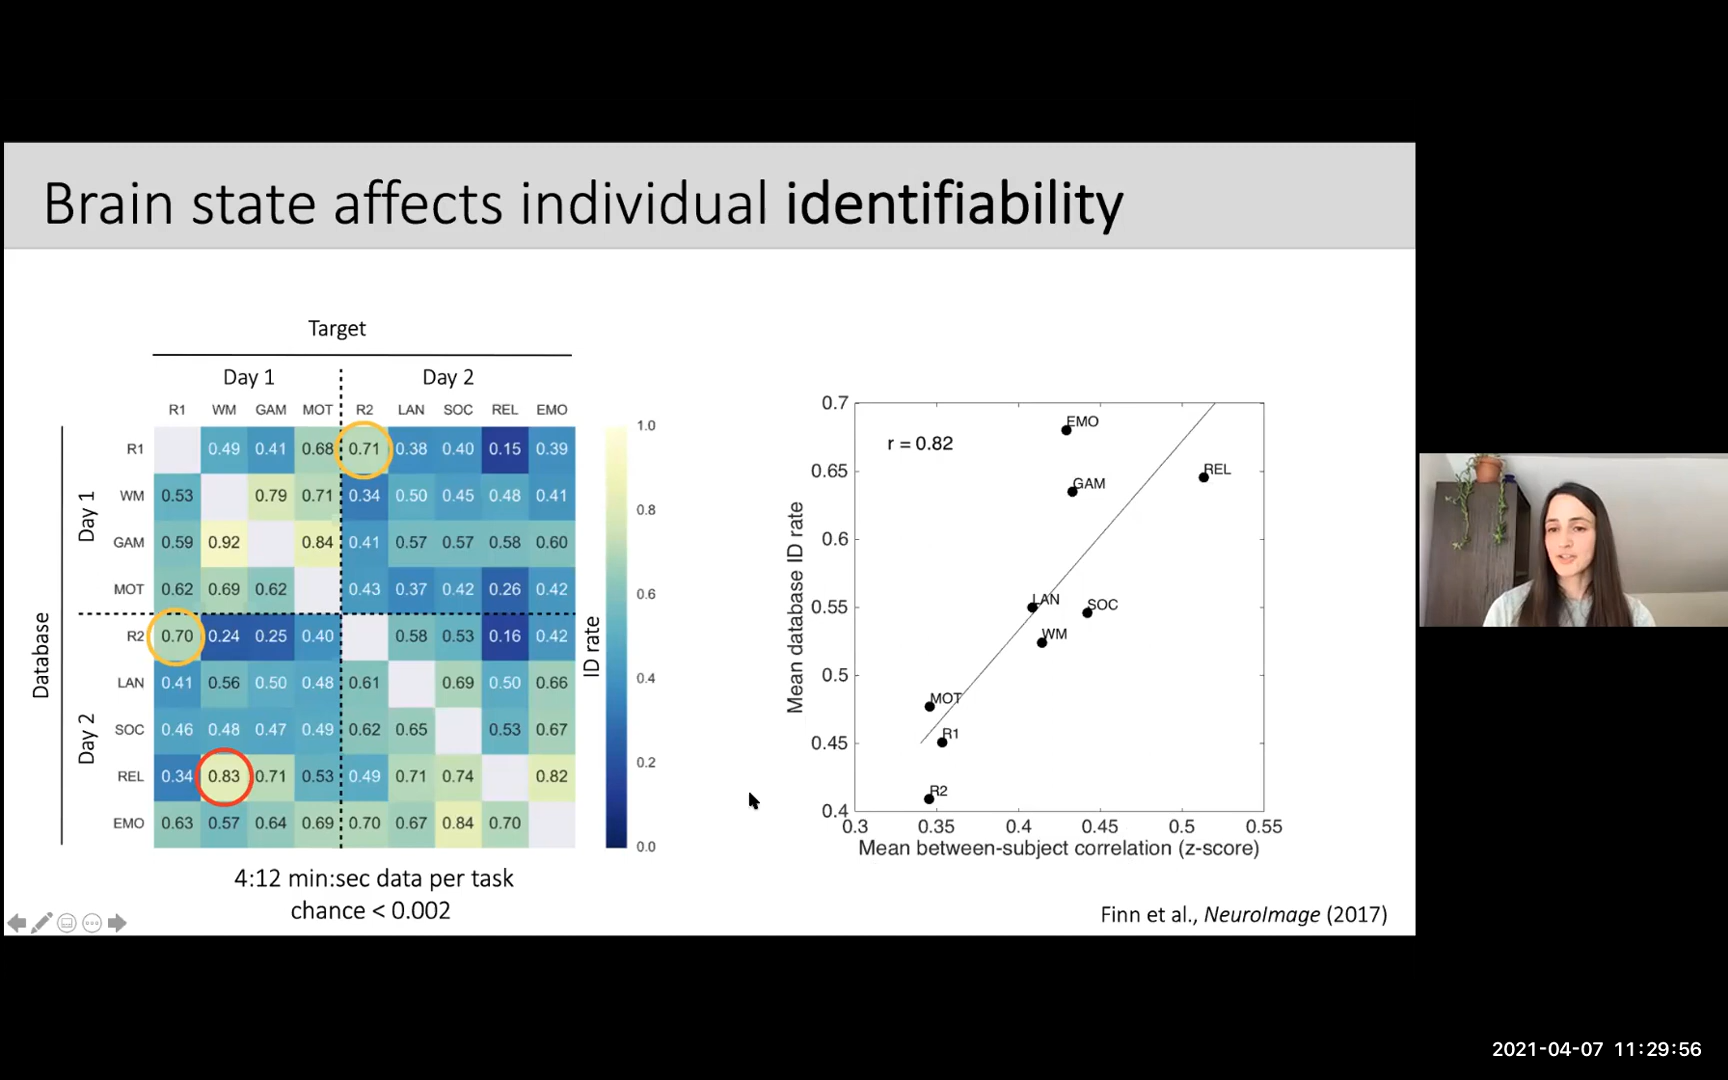 Brain state affects individual identifiability
Target
Day 1 Day 2
R1 WM GAM MOT R2 LAN SOC REL EMO
Database
Day 1
Day 2
R1 0.49 0.41 0.68 0.71 0.38 0.40 0.15 0.39
WM 0.53 0.79 0.71 0.34 0.50 0.45 0.48 0.41
GAM 0.59 0.92 0.84 0.41 0.57 0.57 0.58 0.60
MOT 0.62 0.69 0.62 0.43 0.37 0.42 0.26 0.42
R2 0.70 0.24 0.25 0.40 0.58 0.53 0.16 0.42
LAN 0.41 0.56 0.50 0.48 0.61 0.69 0.50 0.66
SOC 0.46 0.48 0.47 0.49 0.62 0.65 0.53 0.67
REL 0.34 0.83 0.71 0.53 0.49 0.71 0.74 0.82
EMO 0.63 0.57 0.64 0.69 0.70 0.67 0.84 0.70
1.0
0.8
0.6
0.4
0.2
0.0
ID rate
4:12 min:sec data per task
chance < 0.002
Mean database ID rate
0.7
0.65
0.6
0.55
0.5
0.45
0.4
r = 0.82
EMO
REL
GAM
LAN
SOC
WM
MOT
R1
R2
0.3 0.35 0.4 0.45 0.5 0.55
Mean between-subject correlation (z-score)
Finn et al., NeuroImage (2017)
2021-04-07 11:29:56